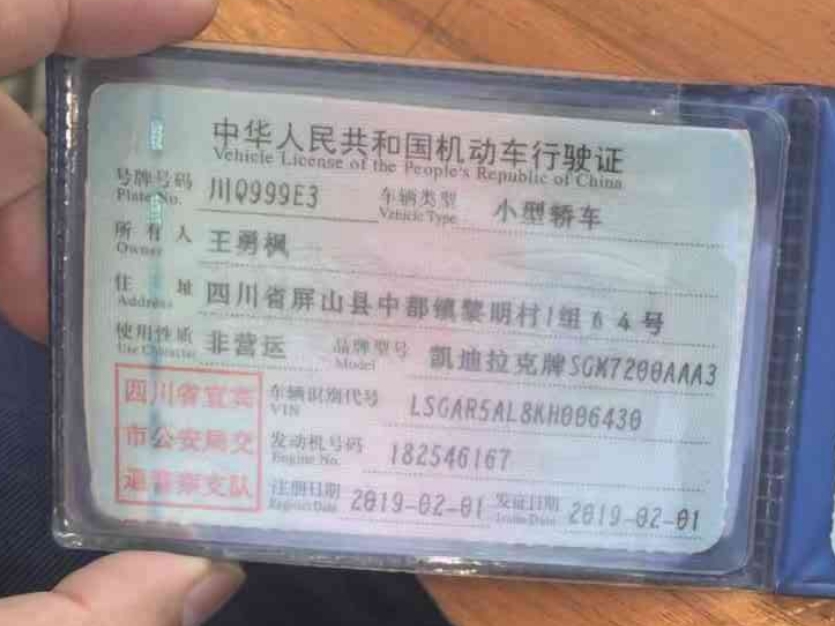 中华人民共和国机动车行驶证
Vehicle License of the People's Republic of China
号牌号码 川Q999E3 车辆类型 小型轿车
Plate No. Vehicle Type
所有人 王勇枫
Owner
住址 四川省屏山县中都镇黎明村1组64号
Address
使用性质 非营运 品牌型号 凯迪拉克牌SGM7200AAA3
Use Character Model
四川省宜宾
市公安局交
通警察支队
车辆识别代号 LSGAR5AL8KH006430
VIN
发动机号码 182546167
Engine No.
注册日期 2019-02-01 发证日期 2019-02-01
Register Date Issue Date